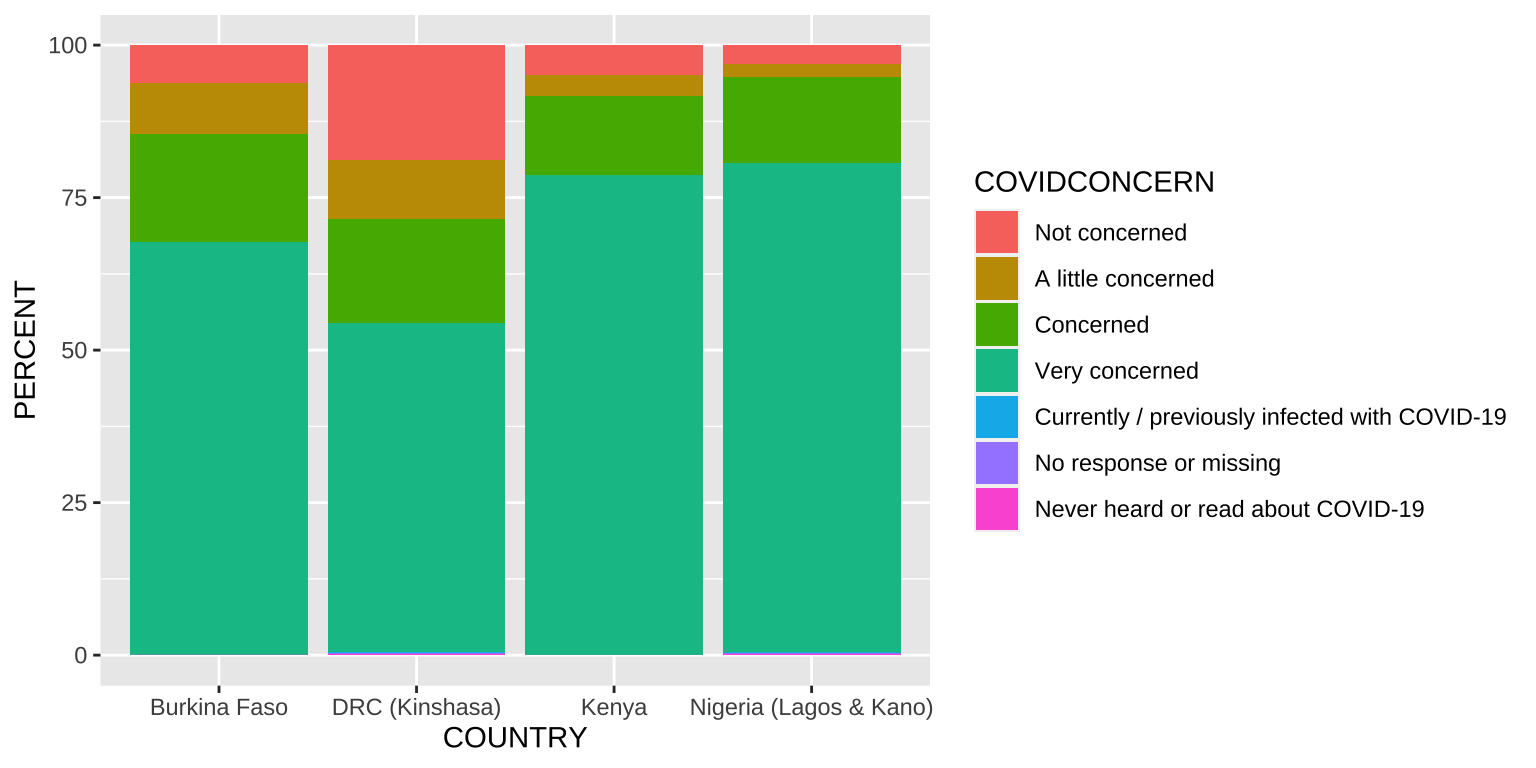 100
75
50
25
0
PERCENT
Burkina Faso
DRC (Kinshasa)
Kenya
Nigeria (Lagos & Kano)
COUNTRY
COVIDCONCERN
Not concerned
A little concerned
Concerned
Very concerned
Currently / previously infected with COVID-19
No response or missing
Never heard or read about COVID-19